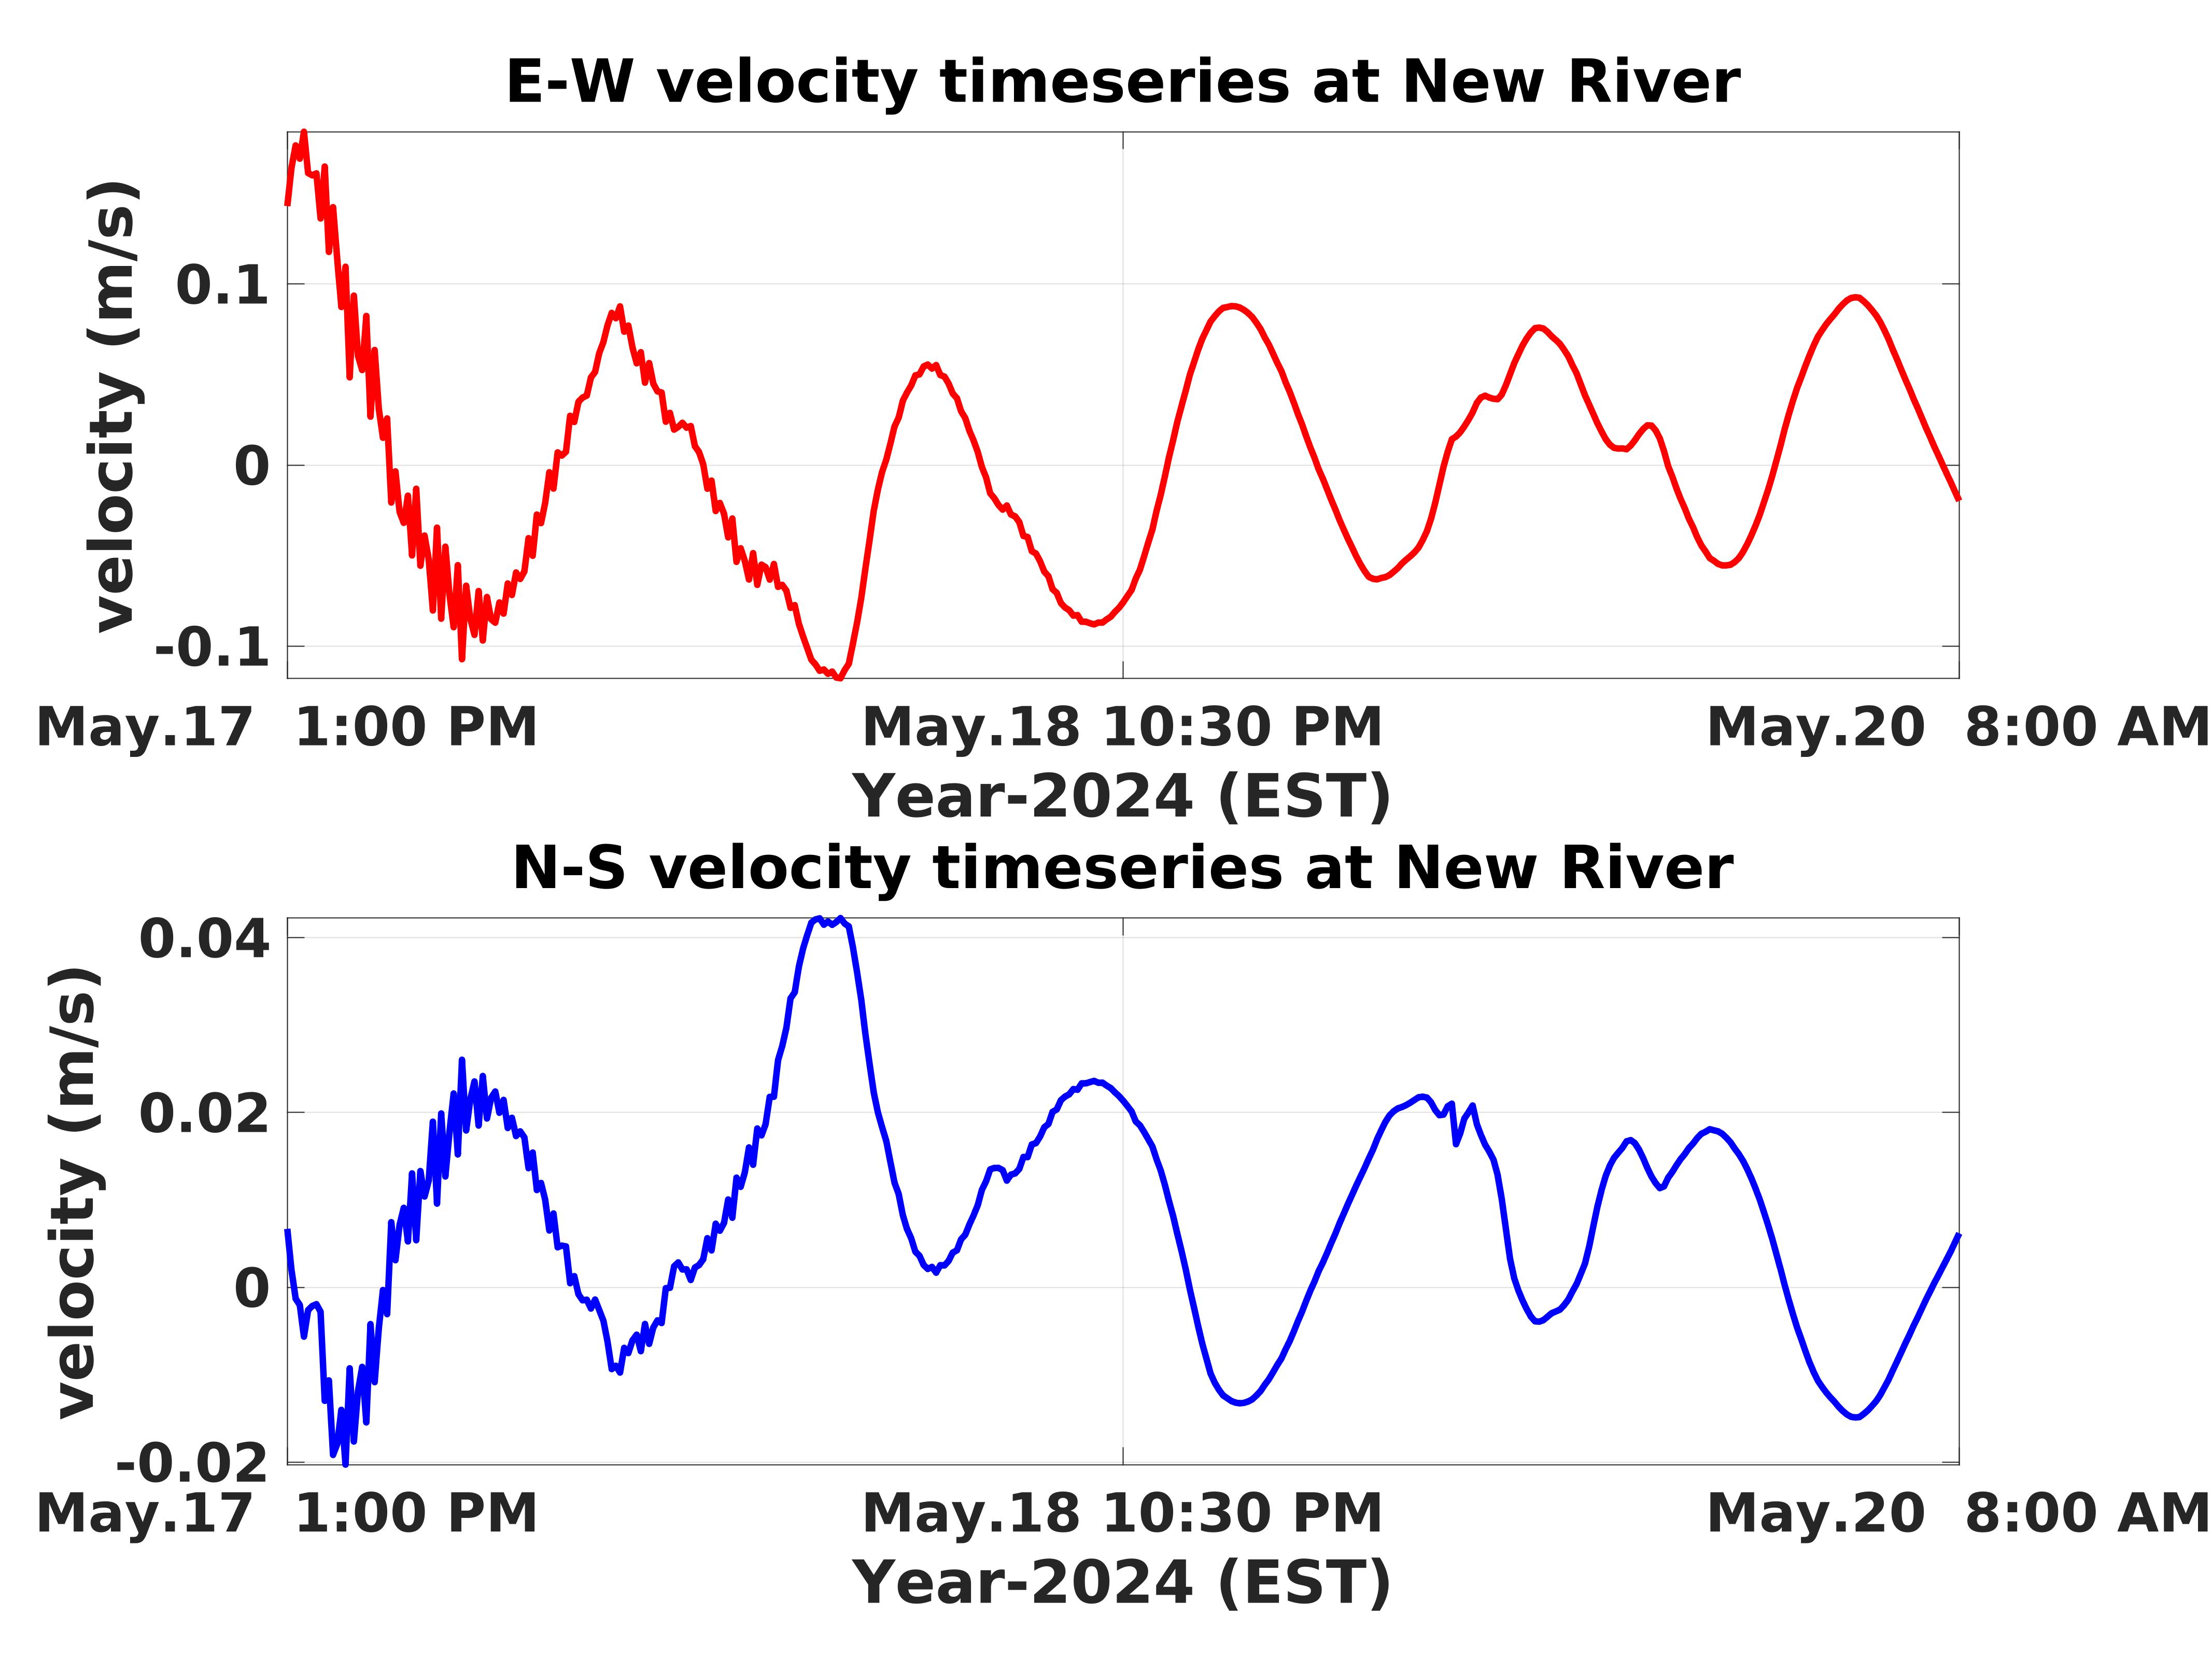 E-W velocity timeseries at New River
velocity (m/s)
0.1
0
-0.1
May.17  1:00 PM
May.18 10:30 PM
May.20  8:00 AM
Year-2024 (EST)
N-S velocity timeseries at New River
velocity (m/s)
0.04
0.02
0
-0.02
May.17  1:00 PM
May.18 10:30 PM
May.20  8:00 AM
Year-2024 (EST)